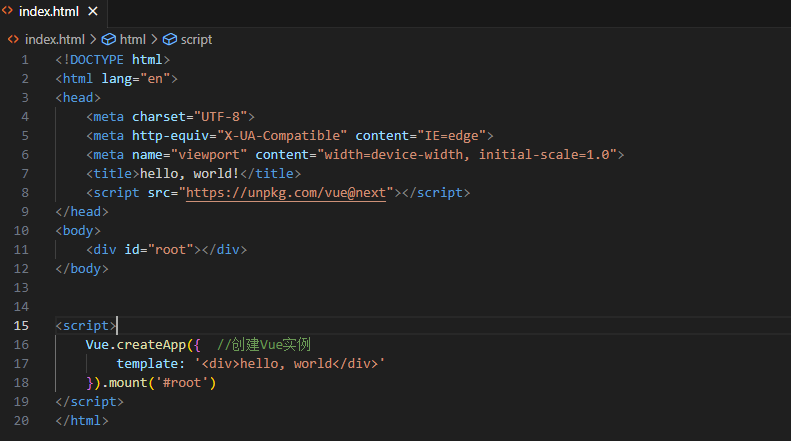 index.html
index.html > html > script
1 <!DOCTYPE html>
2 <html lang="en">
3 <head>
4     <meta charset="UTF-8">
5     <meta http-equiv="X-UA-Compatible" content="IE=edge">
6     <meta name="viewport" content="width=device-width, initial-scale=1.0">
7     <title>hello, world!</title>
8     <script src="https://unpkg.com/vue@next"></script>
9 </head>
10 <body>
11     <div id="root"></div>
12 </body>
13
14
15 <script>
16     Vue.createApp({  //创建Vue实例
17         template: '<div>hello, world</div>'
18     }).mount('#root')
19 </script>
20 </html>